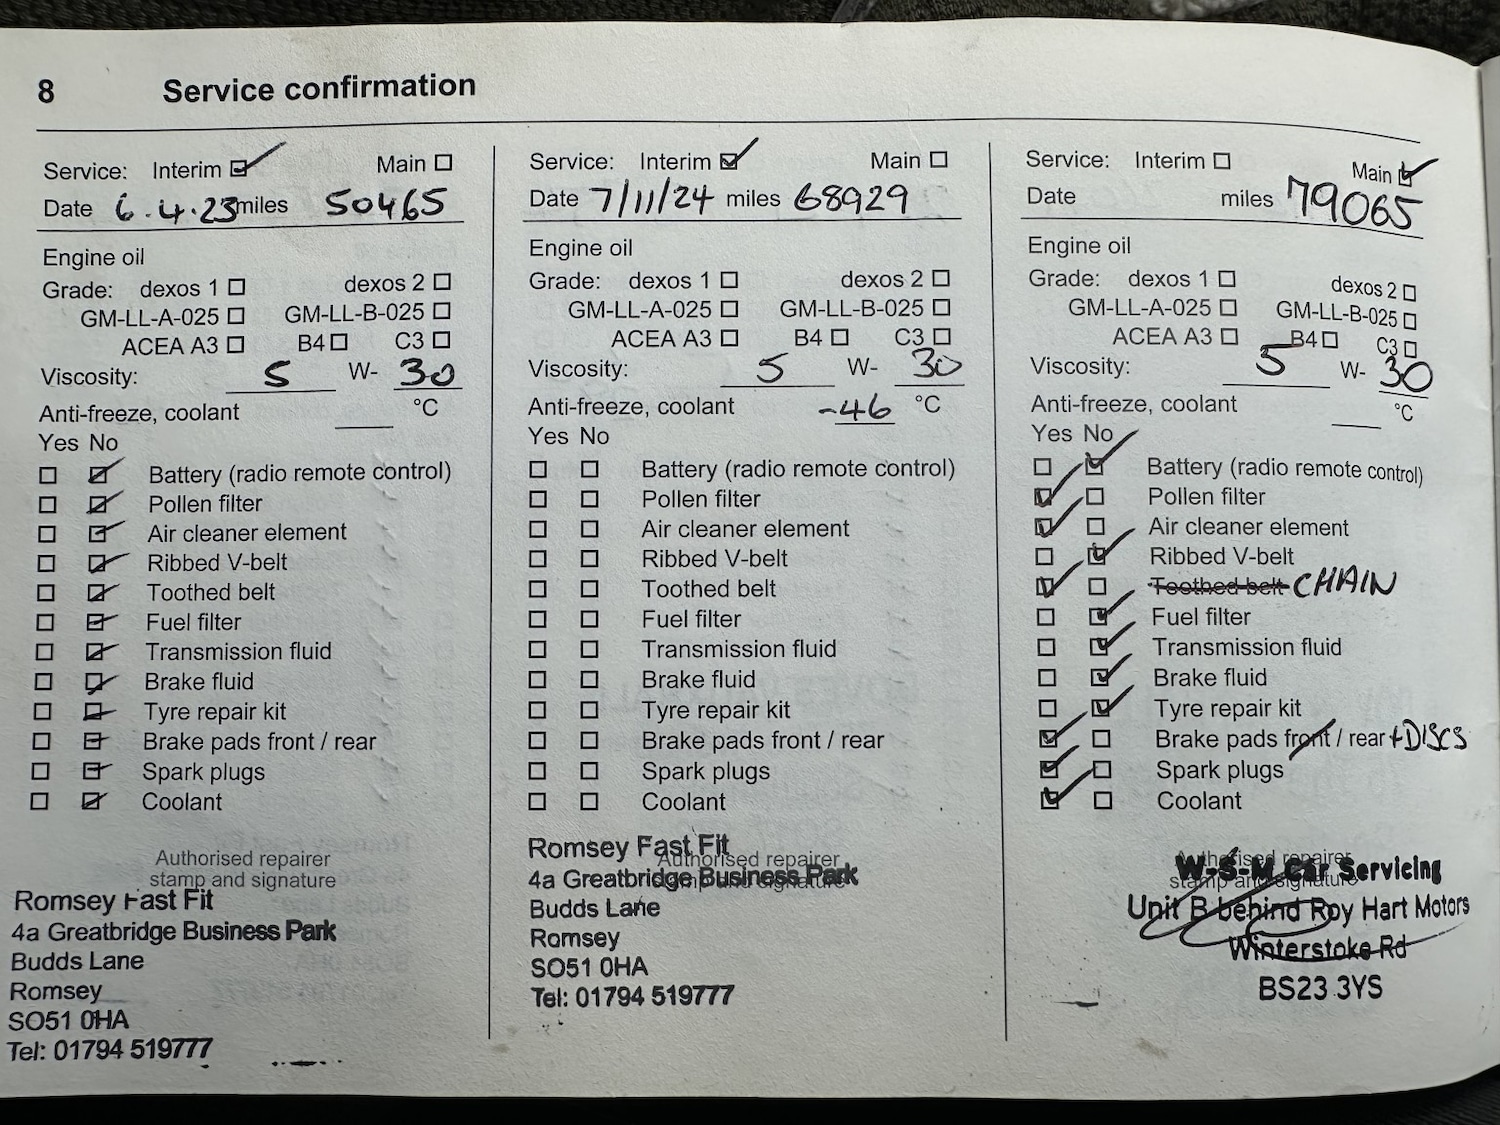 8 Service confirmation
Service: Interim Main
Date 6.4.23 miles 50465
Engine oil
Grade: dexos 1 dexos 2
GM-LL-A-025 GM-LL-B-025
ACEA A3 B4 C3
Viscosity: 5 W- 30
Anti-freeze, coolant °C
Yes No
Battery (radio remote control)
Pollen filter
Air cleaner element
Ribbed V-belt
Toothed belt
Fuel filter
Transmission fluid
Brake fluid
Tyre repair kit
Brake pads front / rear
Spark plugs
Coolant
Authorised repairer
stamp and signature
Romsey Fast Fit
4a Greatbridge Business Park
Budds Lane
Romsey
SO51 0HA
Tel: 01794 519777
Service: Interim Main
Date 7/11/24 miles 68929
Engine oil
Grade: dexos 1 dexos 2
GM-LL-A-025 GM-LL-B-025
ACEA A3 B4 C3
Viscosity: 5 W- 30
Anti-freeze, coolant -46 °C
Yes No
Battery (radio remote control)
Pollen filter
Air cleaner element
Ribbed V-belt
Toothed belt
Fuel filter
Transmission fluid
Brake fluid
Tyre repair kit
Brake pads front / rear
Spark plugs
Coolant
Romsey Fast Fit
Authorised repairer
4a Greatbridge Business Park
stamp and signature
Budds Lane
Romsey
SO51 0HA
Tel: 01794 519777
Service: Interim Main
Date miles 79065
Engine oil
Grade: dexos 1 dexos 2
GM-LL-A-025 GM-LL-B-025
ACEA A3 B4 C3
Viscosity: 5 W- 30
Anti-freeze, coolant °C
Yes No
Battery (radio remote control)
Pollen filter
Air cleaner element
Ribbed V-belt
Toothed belt CHAIN
Fuel filter
Transmission fluid
Brake fluid
Tyre repair kit
Brake pads front / rear +DISCS
Spark plugs
Coolant
Authorised repairer
W-S-M Car Servicing
stamp and signature
Unit B behind Roy Hart Motors
Winterstoke Rd
BS23 3YS